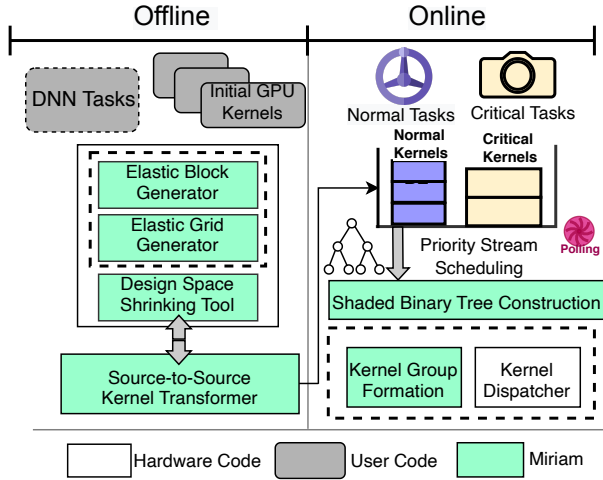 Offline
Online
DNN Tasks
Initial GPU
Kernels
Normal Tasks
Critical Tasks
Normal
Kernels
Critical
Kernels
Elastic Block
Generator
Elastic Grid
Generator
Design Space
Shrinking Tool
Priority Stream
Scheduling
Polling
Shaded Binary Tree Construction
Source-to-Source
Kernel Transformer
Kernel Group
Formation
Kernel
Dispatcher
Hardware Code
User Code
Miriam